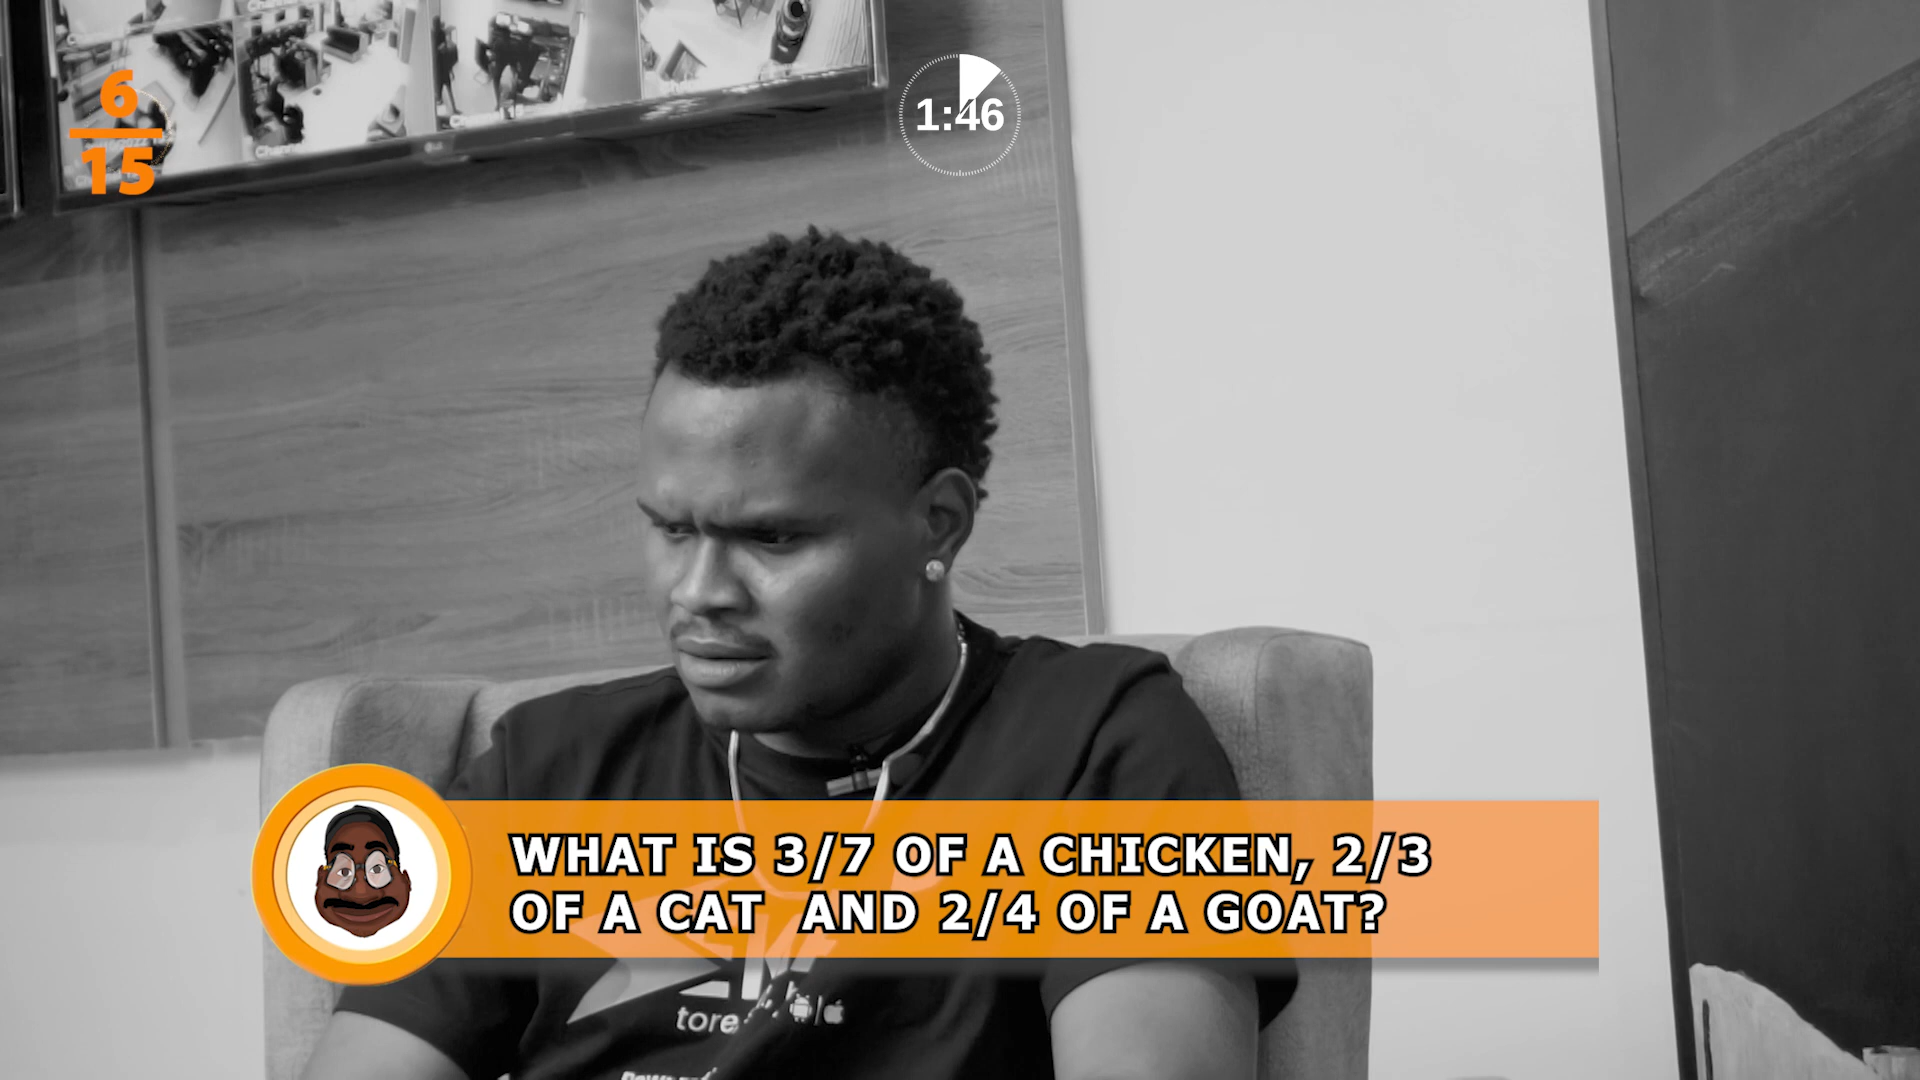 6
15
1:46
WHAT IS 3/7 OF A CHICKEN, 2/3
OF A CAT AND 2/4 OF A GOAT?
tore